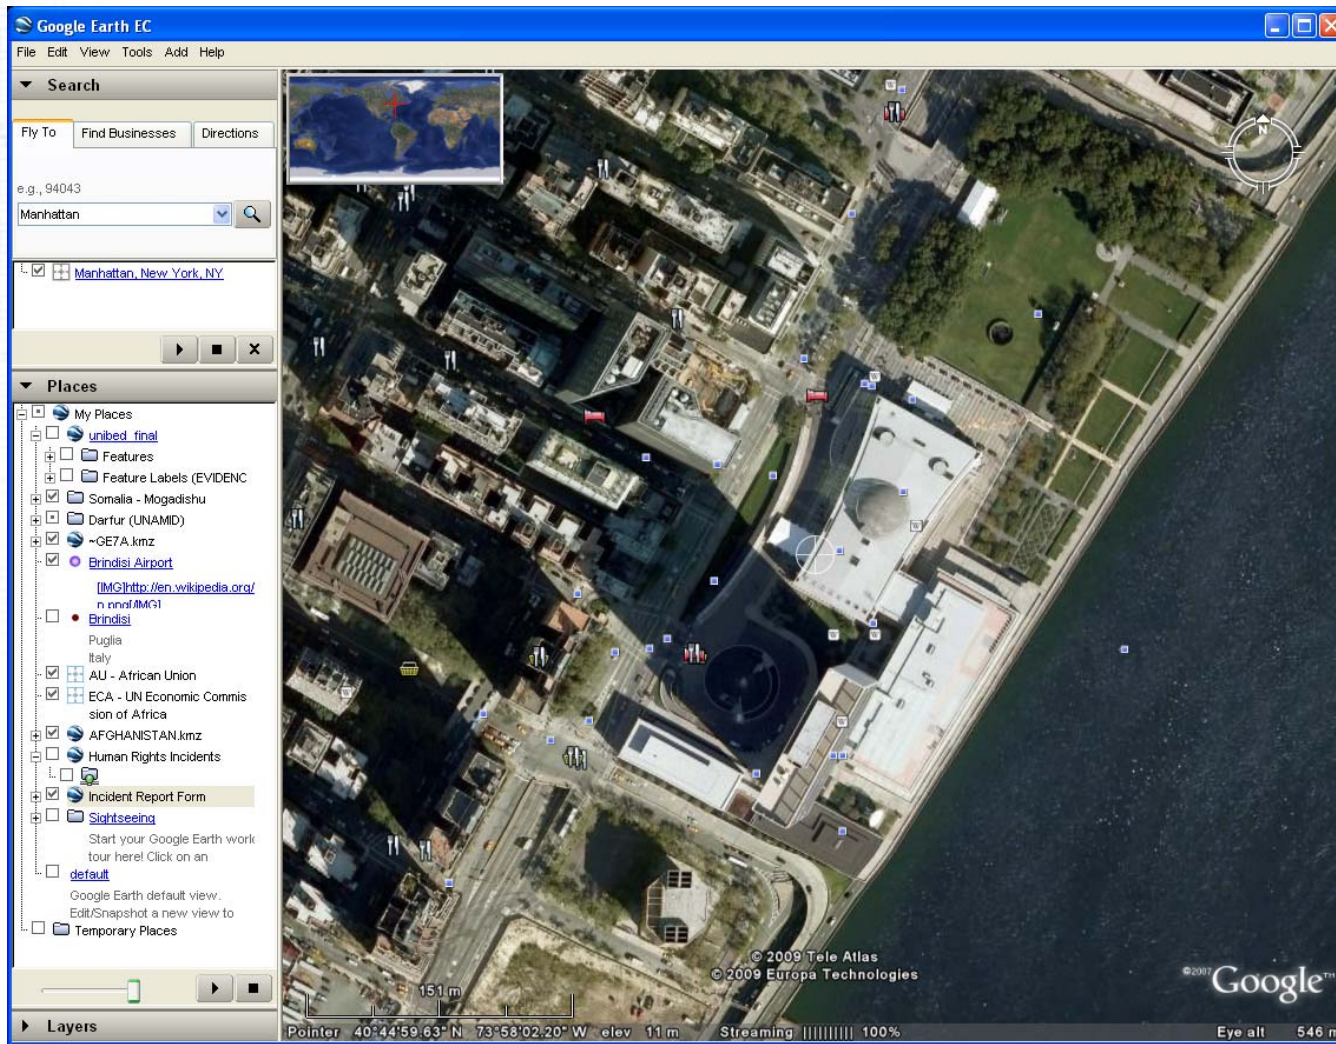 Google Earth EC
File Edit View Tools Add Help
Search
Fly To Find Businesses Directions
e.g., 94043
Manhattan
Manhattan, New York, NY
Places
My Places
unibed_final
Features
Feature Labels (EVIDENC
Somalia - Mogadishu
Darfur (UNAMID)
~GE7A.kmz
Brindisi Airport
[IMG]http://en.wikipedia.org/
n.png[/IMG]
Brindisi
Puglia
Italy
AU - African Union
ECA - UN Economic Commis
sion of Africa
AFGHANISTAN.kmz
Human Rights Incidents
Incident Report Form
Sightseeing
Start your Google Earth work
tour here! Click on an
default
Google Earth default view.
Edit/Snapshot a new view to
Temporary Places
Layers
N
W
W
W
W
W
W
W
© 2009 Tele Atlas
© 2009 Europa Technologies
©2007 Google™
151 m
Pointer 40°44'59.63" N 73°58'02.20" W elev 11 m Streaming |||||||||| 100% Eye alt 546 m